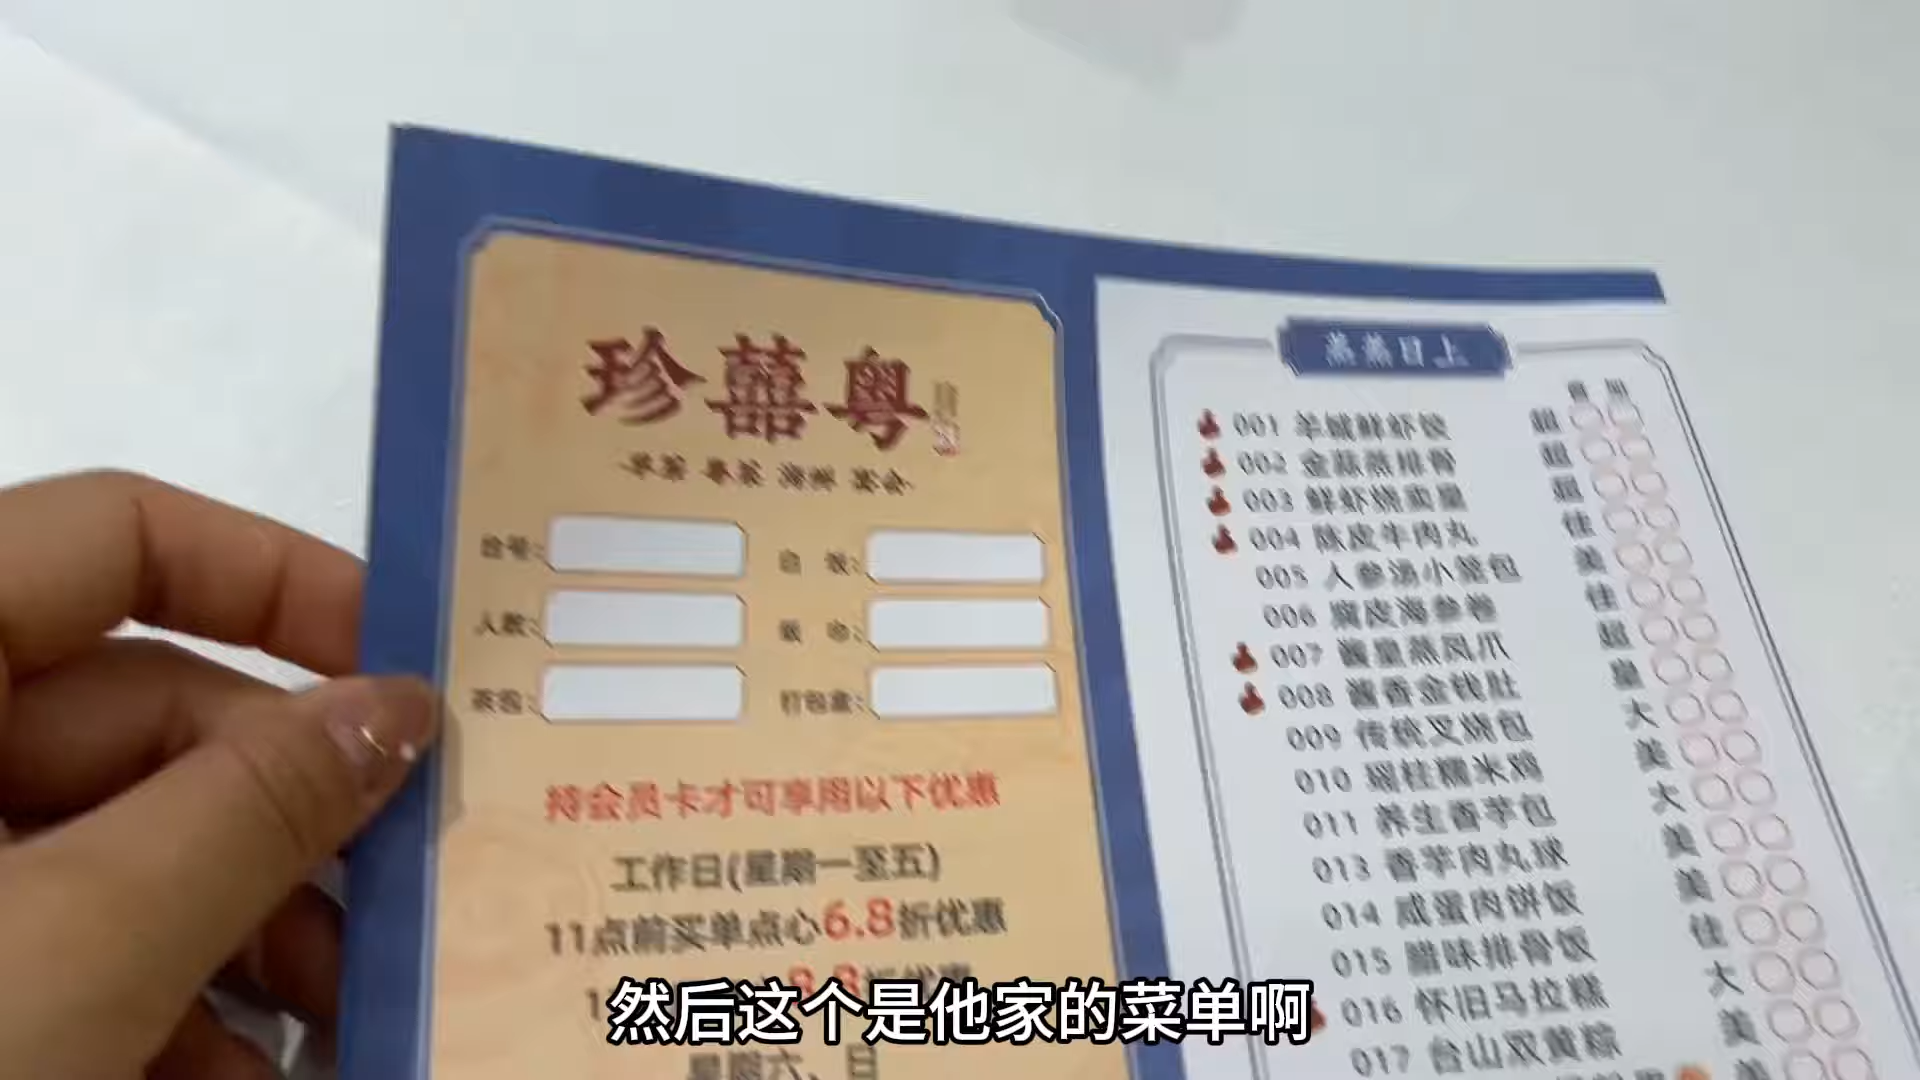 珍囍粤
早茶 夜茶 海鲜 宴会
台号:
人数:
茶包:
打包盒:
持会员卡才可享用以下优惠
工作日(星期一至五)
11点前买单点心6.8折优惠
8.8折优惠
星期六、日
蒸蒸日上
001 羊城鲜虾饺 超
002 金蒜蒸排骨 超
003 鲜虾烧卖皇 超
004 陈皮牛肉丸 佳
005 人参汤小笼包 美
006 腐皮海参卷 佳
007 酱皇蒸凤爪 超
008 酱香金钱肚 皇
009 传统叉烧包 大
010 瑶柱糯米鸡 美
011 养生香芋包 大
013 香芋肉丸球 美
014 咸蛋肉饼饭 美
015 腊味排骨饭 佳
016 怀旧马拉糕 大
017 台山双黄粽 美
然后这个是他家的菜单啊